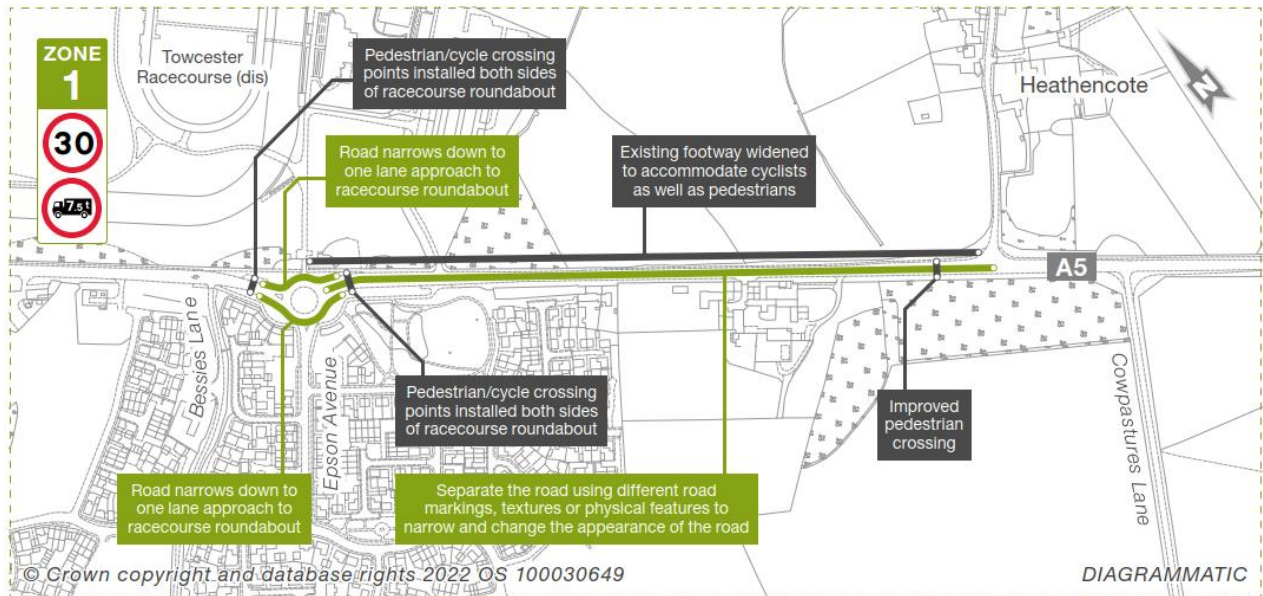 ZONE
1
30
7.5t
Towcester
Racecourse (dis)
Pedestrian/cycle crossing
points installed both sides
of racecourse roundabout
Road narrows down to
one lane approach to
racecourse roundabout
Existing footway widened
to accommodate cyclists
as well as pedestrians
Heathencote
N
A5
Bessies Lane
Epson Avenue
Pedestrian/cycle crossing
points installed both sides
of racecourse roundabout
Improved
pedestrian
crossing
Cowpastures Lane
Road narrows down to
one lane approach to
racecourse roundabout
Separate the road using different road
markings, textures or physical features to
narrow and change the appearance of the road
© Crown copyright and database rights 2022 OS 100030649
DIAGRAMMATIC